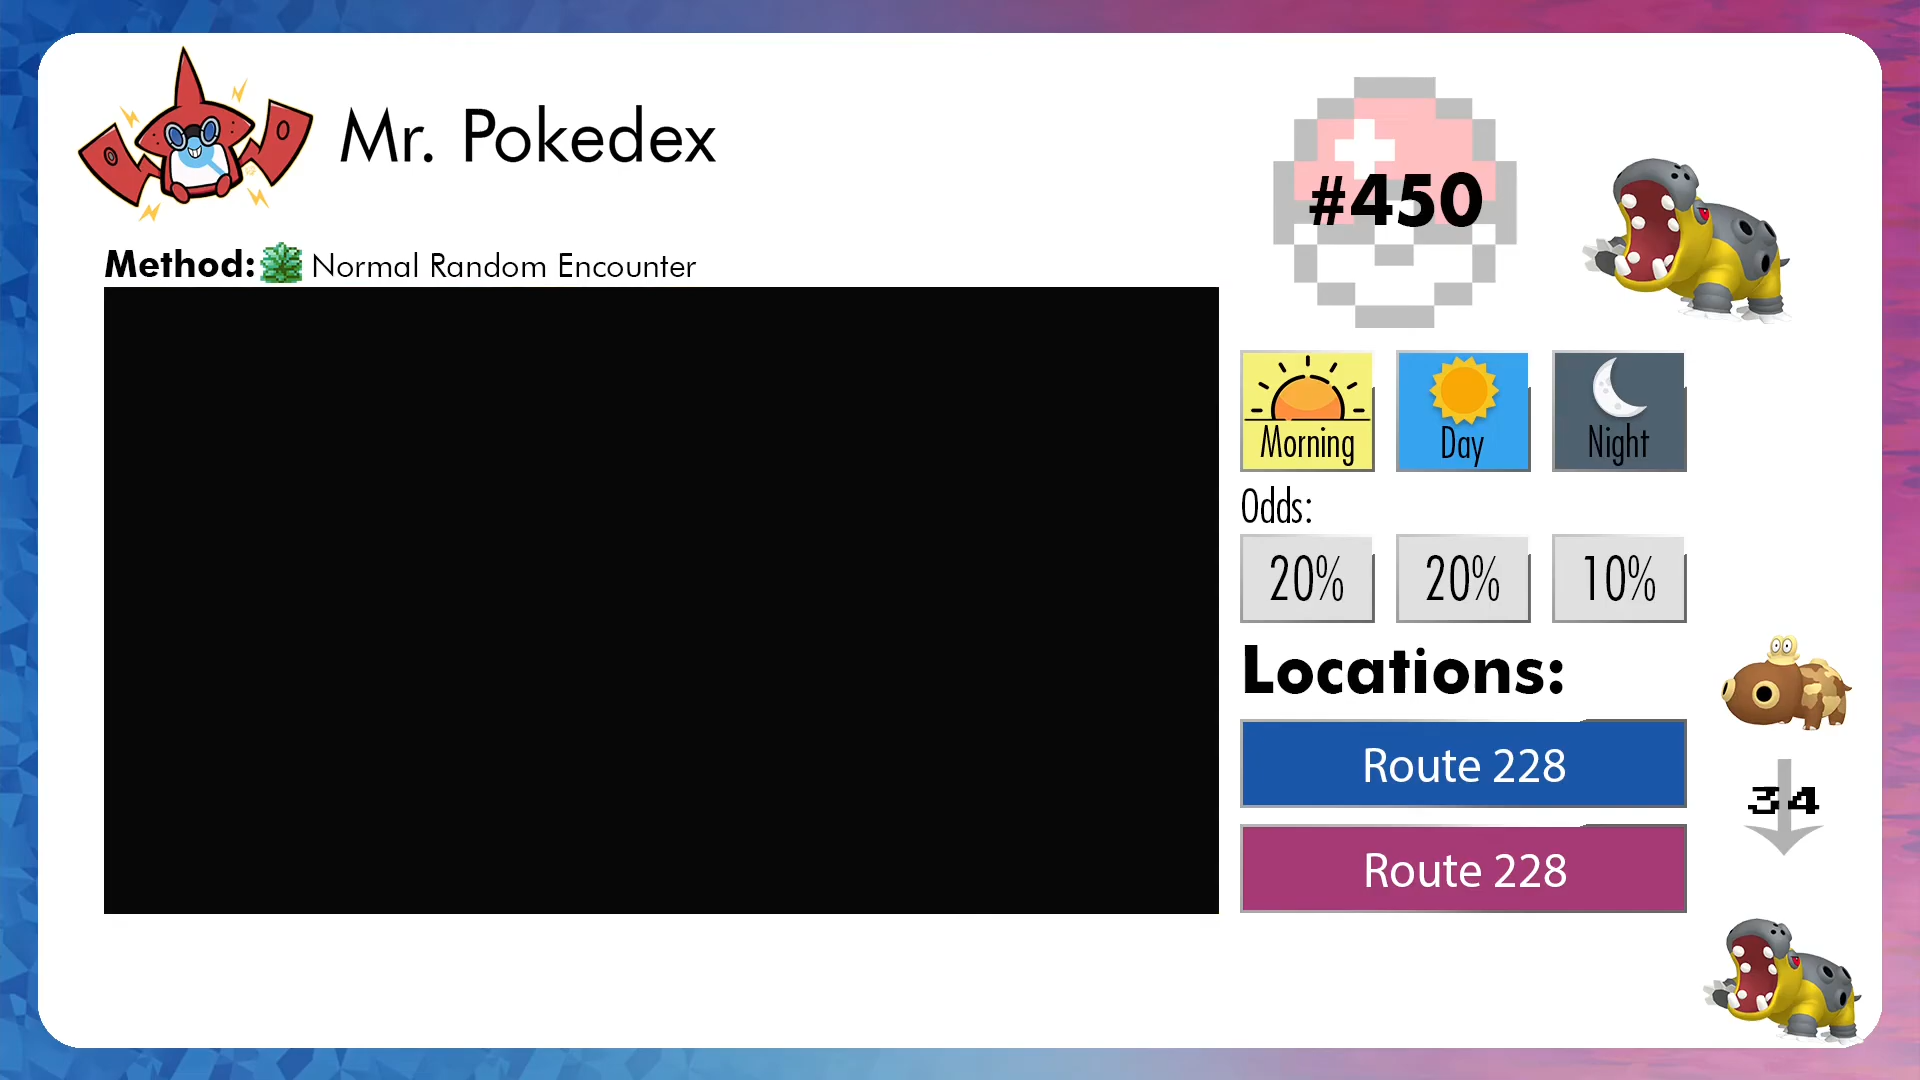 Mr. Pokedex
#450
Method: Normal Random Encounter
Morning
Day
Night
Odds:
20%
20%
10%
Locations:
Route 228
34
Route 228